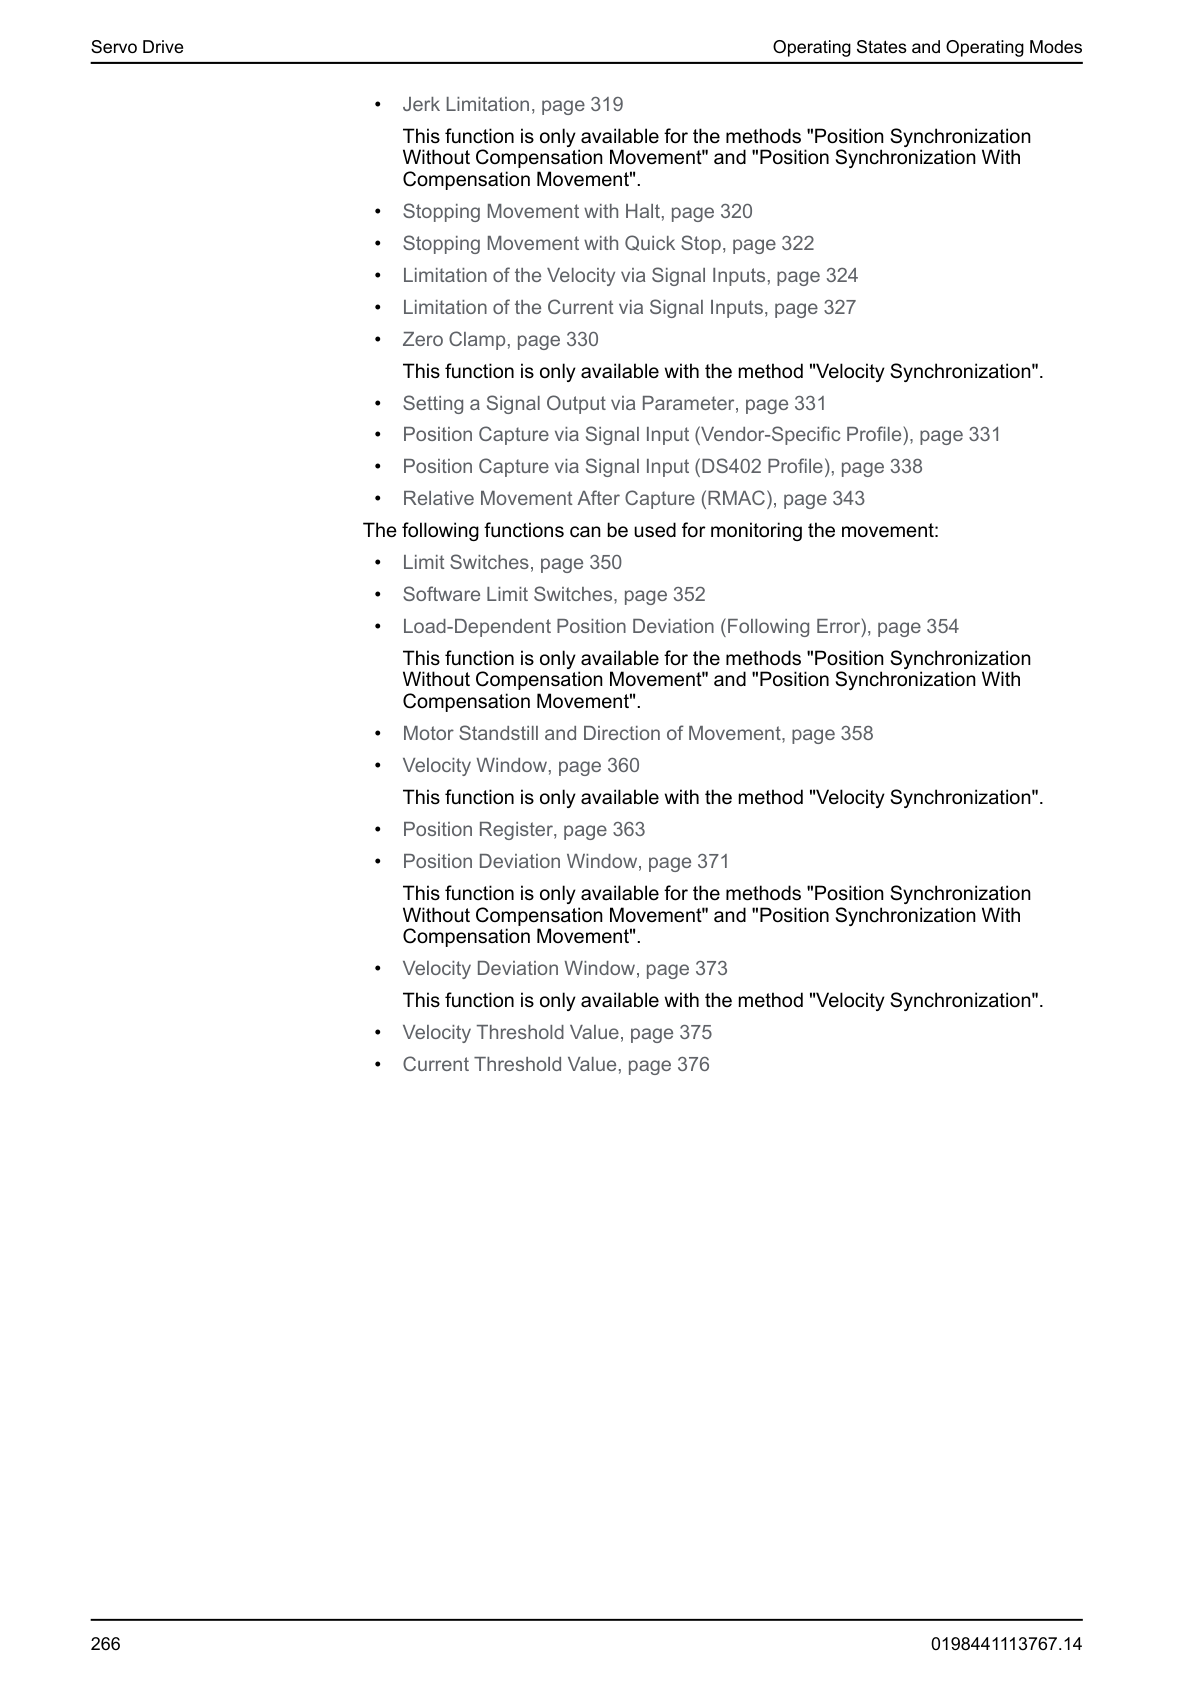 Servo Drive
Operating States and Operating Modes
• Jerk Limitation, page 319
This function is only available for the methods "Position Synchronization
Without Compensation Movement" and "Position Synchronization With
Compensation Movement".
• Stopping Movement with Halt, page 320
• Stopping Movement with Quick Stop, page 322
• Limitation of the Velocity via Signal Inputs, page 324
• Limitation of the Current via Signal Inputs, page 327
• Zero Clamp, page 330
This function is only available with the method "Velocity Synchronization".
• Setting a Signal Output via Parameter, page 331
• Position Capture via Signal Input (Vendor-Specific Profile), page 331
• Position Capture via Signal Input (DS402 Profile), page 338
• Relative Movement After Capture (RMAC), page 343
The following functions can be used for monitoring the movement:
• Limit Switches, page 350
• Software Limit Switches, page 352
• Load-Dependent Position Deviation (Following Error), page 354
This function is only available for the methods "Position Synchronization
Without Compensation Movement" and "Position Synchronization With
Compensation Movement".
• Motor Standstill and Direction of Movement, page 358
• Velocity Window, page 360
This function is only available with the method "Velocity Synchronization".
• Position Register, page 363
• Position Deviation Window, page 371
This function is only available for the methods "Position Synchronization
Without Compensation Movement" and "Position Synchronization With
Compensation Movement".
• Velocity Deviation Window, page 373
This function is only available with the method "Velocity Synchronization".
• Velocity Threshold Value, page 375
• Current Threshold Value, page 376
266
0198441113767.14